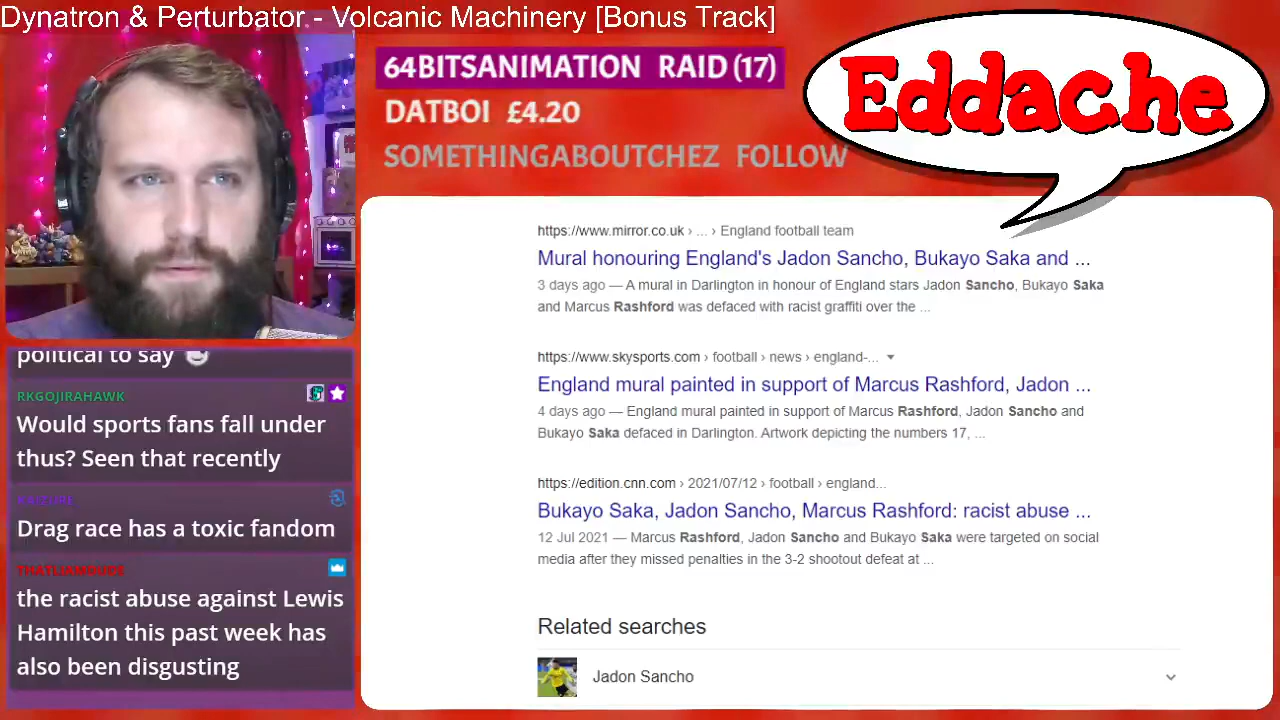 Dynatron & Perturbator - Volcanic Machinery [Bonus Track]
64BITSANIMATION RAID (17)
DATBOI £4.20
SOMETHINGABOUTCHEZ FOLLOW
Eddache
political to say
RKGOJIRAHAWK
Would sports fans fall under
thus? Seen that recently
KAIZURE
Drag race has a toxic fandom
the racist abuse against Lewis
Hamilton this past week has
also been disgusting
https://www.mirror.co.uk › ... › England football team
Mural honouring England's Jadon Sancho, Bukayo Saka and ...
3 days ago — A mural in Darlington in honour of England stars Jadon Sancho, Bukayo Saka
and Marcus Rashford was defaced with racist graffiti over the ...
https://www.skysports.com › football › news › england-...
England mural painted in support of Marcus Rashford, Jadon ...
4 days ago — England mural painted in support of Marcus Rashford, Jadon Sancho and
Bukayo Saka defaced in Darlington. Artwork depicting the numbers 17, ...
https://edition.cnn.com › 2021/07/12 › football › england...
Bukayo Saka, Jadon Sancho, Marcus Rashford: racist abuse ...
12 Jul 2021 — Marcus Rashford, Jadon Sancho and Bukayo Saka were targeted on social
media after they missed penalties in the 3-2 shootout defeat at ...
Related searches
Jadon Sancho